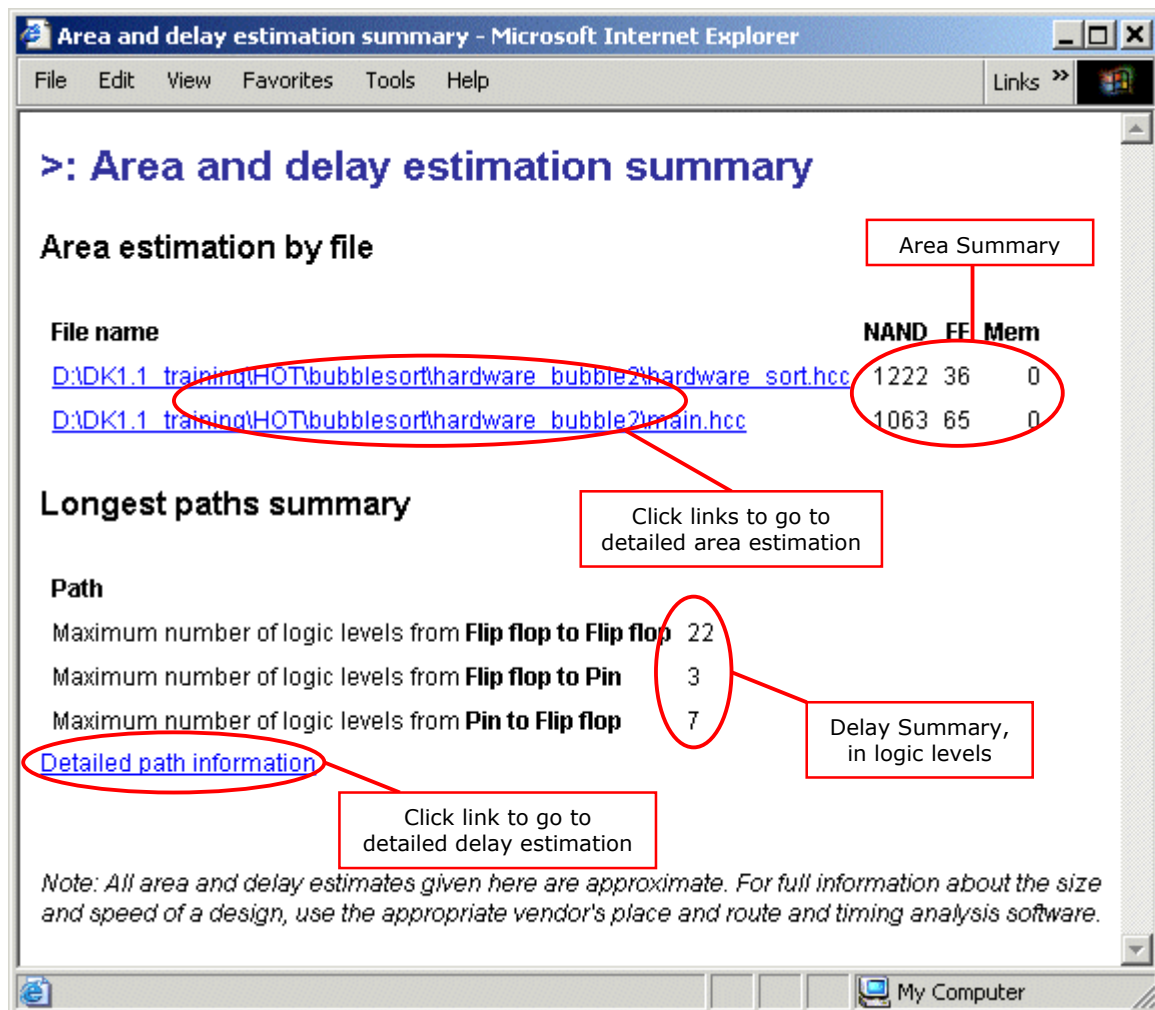 Area and delay estimation summary - Microsoft Internet Explorer
File Edit View Favorites Tools Help Links »
>: Area and delay estimation summary
Area estimation by file
Area Summary
File name NAND FF Mem
D:\DK1.1_training\HOT\bubblesort\hardware_bubble2\hardware_sort.hcc 1222 36 0
D:\DK1.1_training\HOT\bubblesort\hardware_bubble2\main.hcc 1063 65 0
Longest paths summary
Click links to go to
detailed area estimation
Path
Maximum number of logic levels from Flip flop to Flip flop 22
Maximum number of logic levels from Flip flop to Pin 3
Maximum number of logic levels from Pin to Flip flop 7
Delay Summary,
in logic levels
Detailed path information
Click link to go to
detailed delay estimation
Note: All area and delay estimates given here are approximate. For full information about the size
and speed of a design, use the appropriate vendor's place and route and timing analysis software.
My Computer